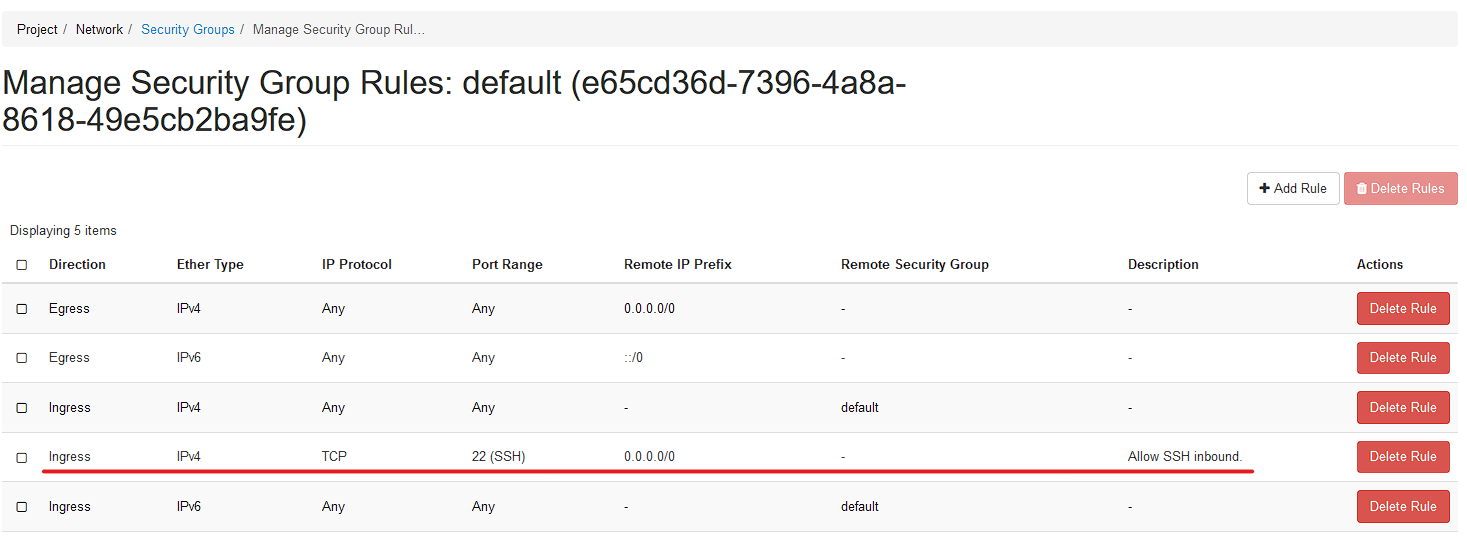 Project / Network / Security Groups / Manage Security Group Rul...
Manage Security Group Rules: default (e65cd36d-7396-4a8a-
8618-49e5cb2ba9fe)
Add Rule Delete Rules
Displaying 5 items
Direction Ether Type IP Protocol Port Range Remote IP Prefix Remote Security Group Description Actions
Egress IPv4 Any Any 0.0.0.0/0 - - Delete Rule
Egress IPv6 Any Any ::/0 - - Delete Rule
Ingress IPv4 Any Any - default - Delete Rule
Ingress IPv4 TCP 22 (SSH) 0.0.0.0/0 - Allow SSH inbound. Delete Rule
Ingress IPv6 Any Any - default - Delete Rule